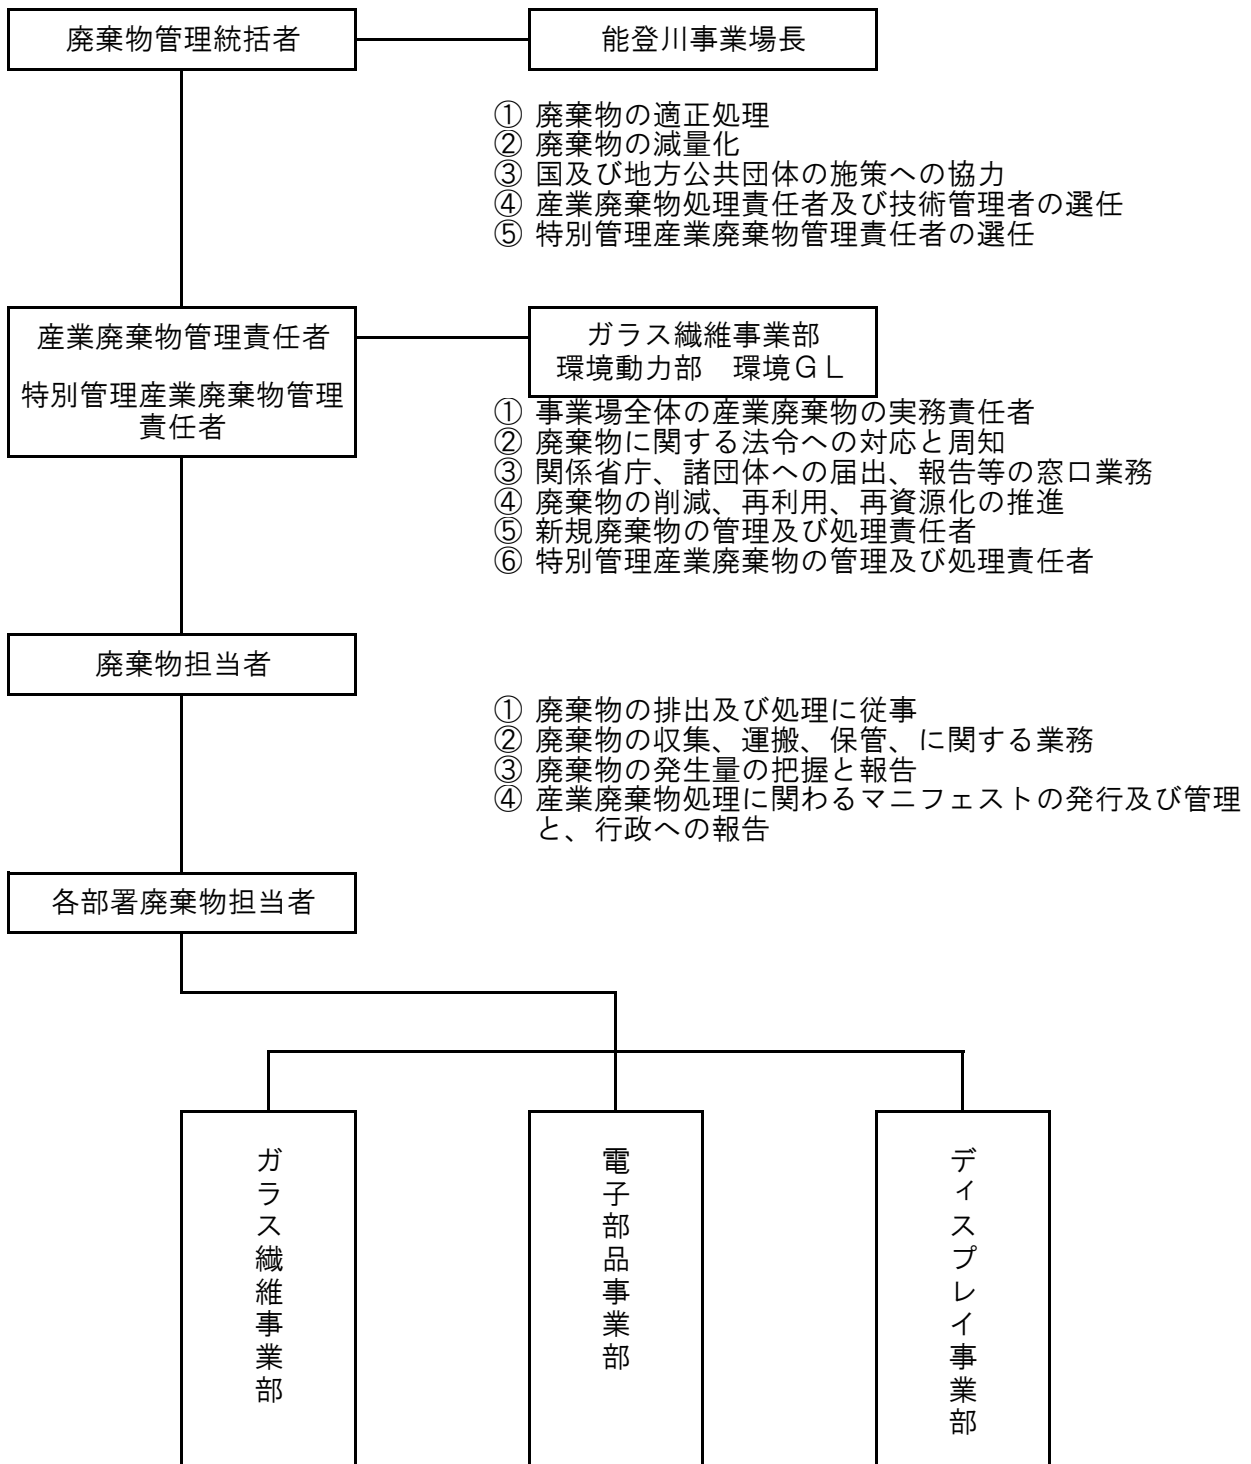 廃棄物管理統括者
能登川事業場長
① 廃棄物の適正処理
② 廃棄物の減量化
③ 国及び地方公共団体の施策への協力
④ 産業廃棄物処理責任者及び技術管理者の選任
⑤ 特別管理産業廃棄物管理責任者の選任
産業廃棄物管理責任者
特別管理産業廃棄物管理
責任者
ガラス繊維事業部
環境動力部　環境ＧＬ
① 事業場全体の産業廃棄物の実務責任者
② 廃棄物に関する法令への対応と周知
③ 関係省庁、諸団体への届出、報告等の窓口業務
④ 廃棄物の削減、再利用、再資源化の推進
⑤ 新規廃棄物の管理及び処理責任者
⑥ 特別管理産業廃棄物の管理及び処理責任者
廃棄物担当者
① 廃棄物の排出及び処理に従事
② 廃棄物の収集、運搬、保管、に関する業務
③ 廃棄物の発生量の把握と報告
④ 産業廃棄物処理に関わるマニフェストの発行及び管理
と、行政への報告
各部署廃棄物担当者
ガラス繊維事業部
電子部品事業部
ディスプレイ事業部